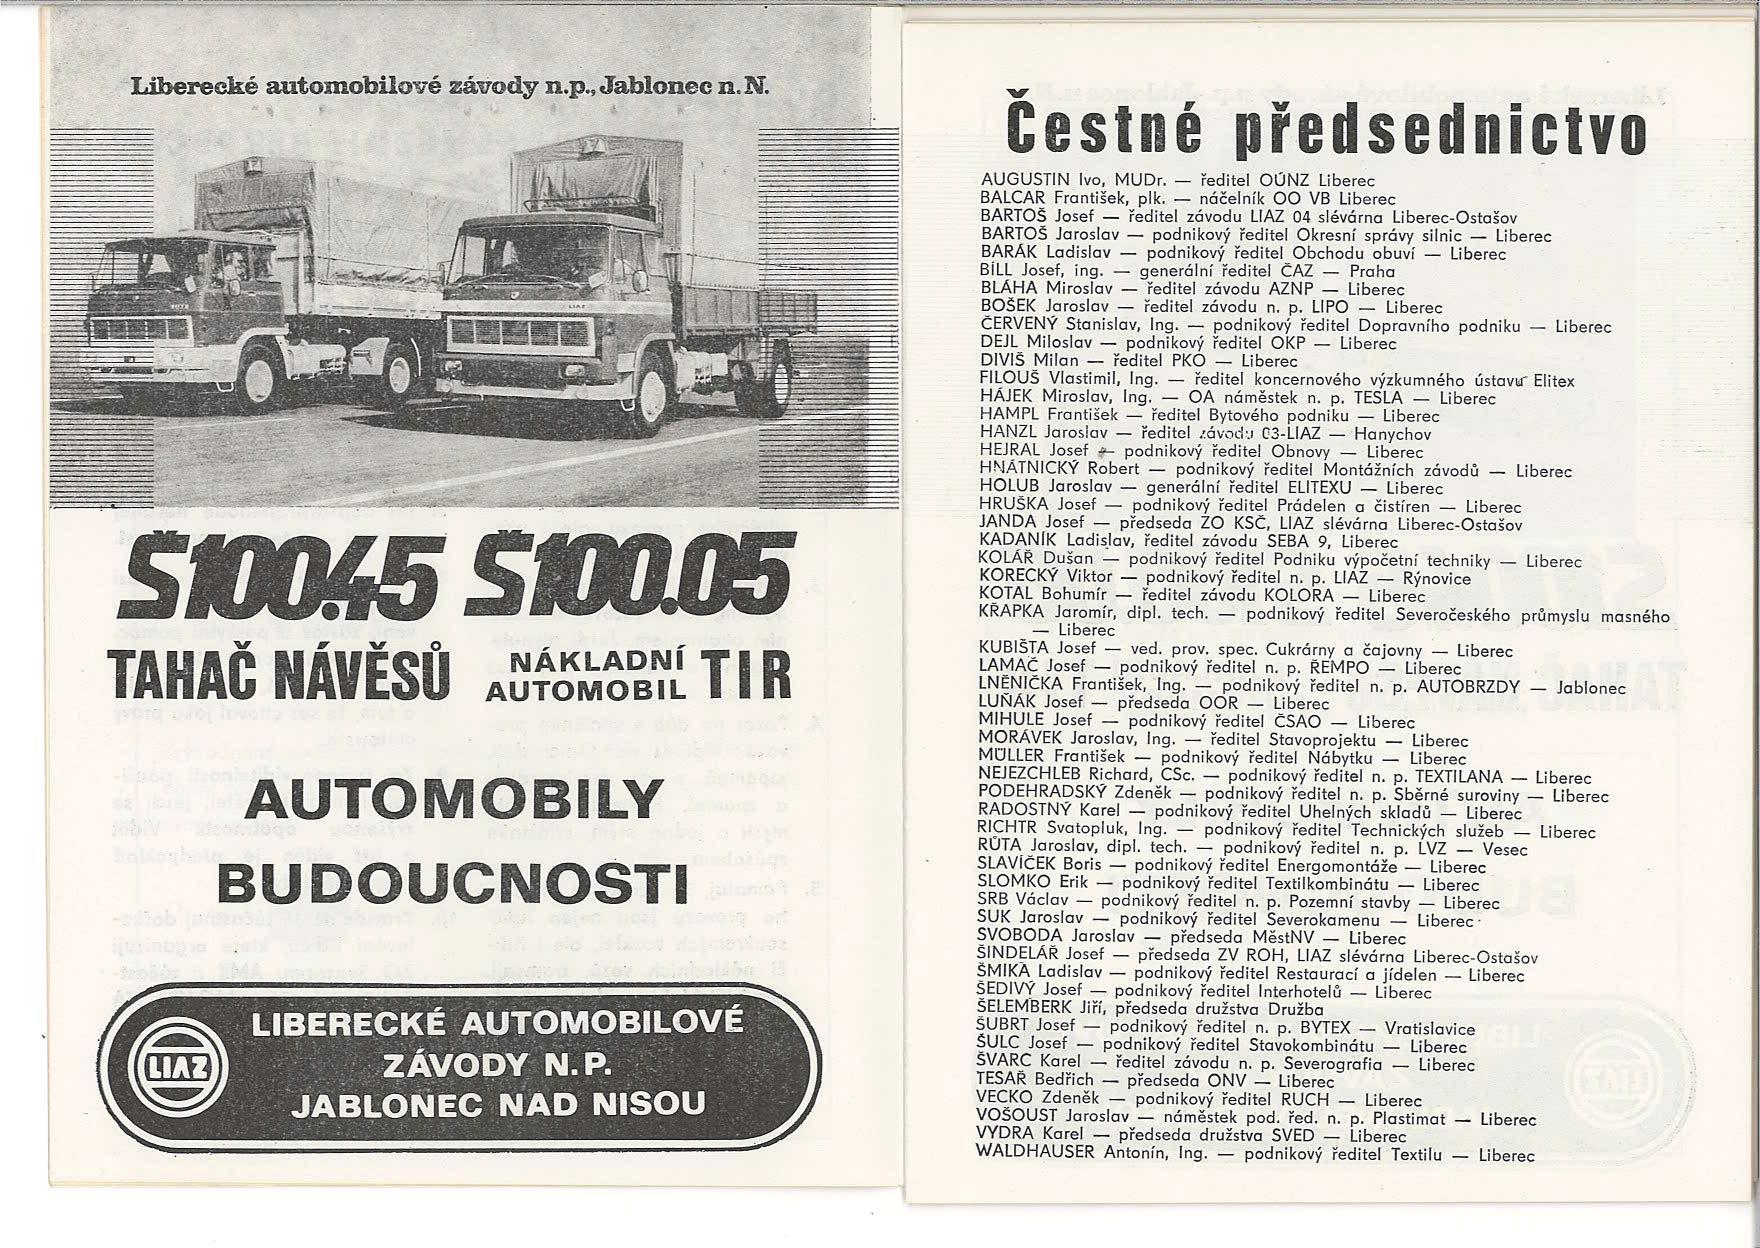 Liberecké automobilové závody n.p., Jablonec n. N.
LIAZ
Š100.45 Š100.05
TAHAČ NÁVĚSŮ NÁKLADNÍ AUTOMOBIL TIR
AUTOMOBILY
BUDOUCNOSTI
LIAZ
LIBERECKÉ AUTOMOBILOVÉ
ZÁVODY N. P.
JABLONEC NAD NISOU
Čestné předsednictvo
AUGUSTIN Ivo, MUDr. — ředitel OÚNZ Liberec
BALCAR František, plk. — náčelník OO VB Liberec
BARTOŠ Josef — ředitel závodu LIAZ 04 slévárna Liberec-Ostašov
BARTOŠ Jaroslav — podnikový ředitel Okresní správy silnic — Liberec
BARÁK Ladislav — podnikový ředitel Obchodu obuví — Liberec
BÍLL Josef, ing. — generální ředitel ČAZ — Praha
BLÁHA Miroslav — ředitel závodu AZNP — Liberec
BOŠEK Jaroslav — ředitel závodu n. p. LIPO — Liberec
ČERVENÝ Stanislav, Ing. — podnikový ředitel Dopravního podniku — Liberec
DEJL Miloslav — podnikový ředitel OKP — Liberec
DIVIŠ Milan — ředitel PKO — Liberec
FILOUŠ Vlastimil, Ing. — ředitel koncernového výzkumného ústavu Elitex
HÁJEK Miroslav, Ing. — OA náměstek n. p. TESLA — Liberec
HAMPL František — ředitel Bytového podniku — Liberec
HANZL Jaroslav — ředitel závodu 03-LIAZ — Hanychov
HEJRAL Josef — podnikový ředitel Obnovy — Liberec
HNÁTNICKÝ Robert — podnikový ředitel Montážních závodů — Liberec
HOLUB Jaroslav — generální ředitel ELITEXU — Liberec
HRUŠKA Josef — podnikový ředitel Prádelen a čistíren — Liberec
JANDA Josef — předseda ZO KSČ, LIAZ slévárna Liberec-Ostašov
KADANÍK Ladislav, ředitel závodu SEBA 9, Liberec
KOLÁŘ Dušan — podnikový ředitel Podniku výpočetní techniky — Liberec
KORECKÝ Viktor — podnikový ředitel n. p. LIAZ — Rýnovice
KOTAL Bohumír — ředitel závodu KOLORA — Liberec
KŘAPKA Jaromír, dipl. tech. — podnikový ředitel Severočeského průmyslu masného
— Liberec
KUBIŠTA Josef — ved. prov. spec. Cukrárny a čajovny — Liberec
LAMAČ Josef — podnikový ředitel n. p. ŘEMPO — Liberec
LNĚNIČKA František, Ing. — podnikový ředitel n. p. AUTOBRZDY — Jablonec
LUŇÁK Josef — předseda OOR — Liberec
MIHULE Josef — podnikový ředitel ČSAO — Liberec
MORÁVEK Jaroslav, Ing. — ředitel Stavoprojektu — Liberec
MÜLLER František — podnikový ředitel Nábytku — Liberec
NEJEZCHLEB Richard, CSc. — podnikový ředitel n. p. TEXTILANA — Liberec
PODEHRADSKÝ Zdeněk — podnikový ředitel n. p. Sběrné suroviny — Liberec
RADOSTNÝ Karel — podnikový ředitel Uhelných skladů — Liberec
RICHTR Svatopluk, Ing. — podnikový ředitel Technických služeb — Liberec
RŮTA Jaroslav, dipl. tech. — podnikový ředitel n. p. LVZ — Vesec
SLAVÍČEK Boris — podnikový ředitel Energomontáže — Liberec
SLOMKO Erik — podnikový ředitel Textilkombinátu — Liberec
SRB Václav — podnikový ředitel n. p. Pozemní stavby — Liberec
SUK Jaroslav — podnikový ředitel Severokamenu — Liberec
SVOBODA Jaroslav — předseda MěstNV — Liberec
ŠINDELÁŘ Josef — předseda ZV ROH, LIAZ slévárna Liberec-Ostašov
ŠMIKA Ladislav — podnikový ředitel Restaurací a jídelen — Liberec
ŠEDIVÝ Josef — podnikový ředitel Interhotelů — Liberec
ŠELEMBERK Jiří, předseda družstva Družba
ŠUBRT Josef — podnikový ředitel n. p. BYTEX — Vratislavice
ŠULC Josef — podnikový ředitel Stavokombinátu — Liberec
ŠVARC Karel — ředitel závodu n. p. Severografia — Liberec
TESAŘ Bedřich — předseda ONV — Liberec
VECKO Zdeněk — podnikový ředitel RUCH — Liberec
VOŠOUST Jaroslav — náměstek pod. řed. n. p. Plastimat — Liberec
VYDRA Karel — předseda družstva SVED — Liberec
WALDHAUSER Antonín, Ing. — podnikový ředitel Textilu — Liberec